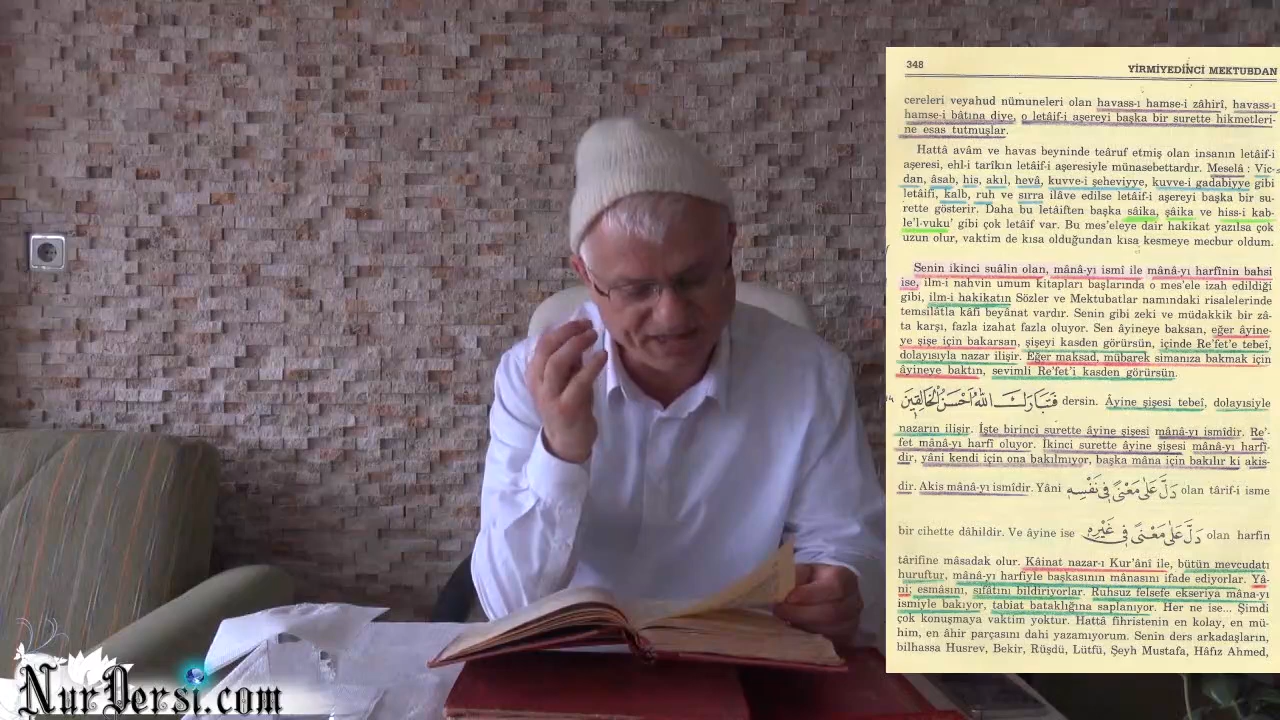 348
YİRMİYEDİNCİ MEKTUBDAN
cereleri veyahud nümuneleri olan havass-ı hamse-i zâhirî, havass-ı
hamse-i bâtına diye, o letâif-i aşereyi başka bir surette hikmetleri-
ne esas tutmuşlar.
Hattâ avâm ve havas beyninde teâruf etmiş olan insanın letâif-i
aşeresi, ehl-i tarîkın letâif-i aşeresiyle münasebettardır. Meselâ : Vic-
dan, âsab, his, akıl, hevâ, kuvve-i şeheviyye, kuvve-i gadabiyye gibi
letâifi, kalb, ruh ve sırra ilâve edilse letâif-i aşereyi başka bir su-
rette gösterir. Daha bu letâiften başka sâika, şâika ve hiss-i kab-
le'l-vuku' gibi çok letâif var. Bu mes'eleye dair hakikat yazılsa çok
uzun olur, vaktim de kısa olduğundan kısa kesmeye mecbur oldum.
Senin ikinci suâlin olan, mânâ-yı ismî ile mânâ-yı harfînin bahsi
ise, ilm-i nahvin umum kitapları başlarında o mes'ele izah edildiği
gibi, ilm-i hakikatın Sözler ve Mektubatlar namındaki risalelerinde
temsilâtla kâfi beyânat vardır. Senin gibi zeki ve müdakkik bir zâ-
ta karşı, fazla izahat fazla oluyor. Sen âyineye baksan, eğer âyine-
ye şişe için bakarsan, şişeyi kasden görürsün, içinde Re'fet'e tebeî,
dolayısıyla nazar ilişir. Eğer maksad, mübarek simanıza bakmak için
âyineye baktın, sevimli Re'fet'i kasden görürsün.
فَتَبَارَكَ اللّٰهُ اَحْسَنُ الْخَالِقِينَ dersin. Âyine şişesi tebeî, dolayısiyle
nazarın ilişir. İşte birinci surette âyine şişesi mânâ-yı ismîdir. Re'-
fet mânâ-yı harfî oluyor. İkinci surette âyine şişesi mânâ-yı harfî-
dir, yâni kendi için ona bakılmıyor, başka mâna için bakılır ki akis-
dir. Akis mânâ-yı ismîdir. Yâni دَلَّ عَلٰى مَعْنًى فِى نَفْسِهِ olan târif-i isme
bir cihette dâhildir. Ve âyine ise دَلَّ عَلٰى مَعْنًى فِى غَيْرِهِ olan harfin
târifine mâsadak olur. Kâinat nazar-ı Kur'ânî ile, bütün mevcudatı
huruftur, mânâ-yı harfiyle başkasının mânasını ifade ediyorlar. Yâ-
ni; esmâsını, sıfâtını bildiriyorlar. Ruhsuz felsefe ekseriya mâna-yı
ismiyle bakıyor, tabiat bataklığına saplanıyor. Her ne ise... Şimdi
çok konuşmaya vaktim yoktur. Hattâ fihristenin en kolay, en mü-
him, en âhir parçasını dahi yazamıyorum. Senin ders arkadaşların,
bilhassa Husrev, Bekir, Rüşdü, Lütfü, Şeyh Mustafa, Hâfız Ahmed,
NurDersi.com